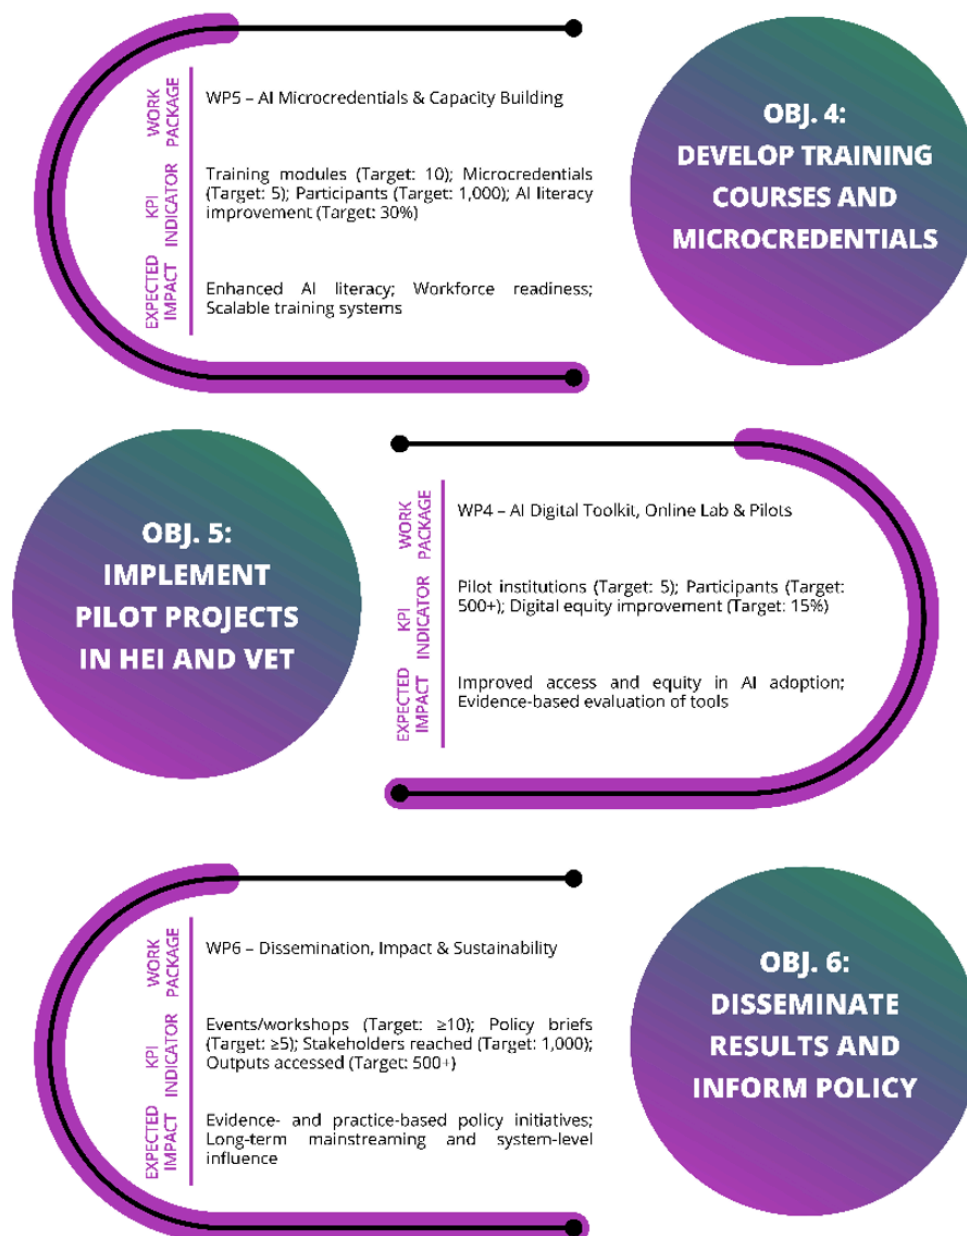 WORK
PACKAGE
WP5 – AI Microcredentials & Capacity Building
KPI
INDICATOR
Training modules (Target: 10); Microcredentials
(Target: 5); Participants (Target: 1,000); AI literacy
improvement (Target: 30%)
EXPECTED
IMPACT
Enhanced AI literacy; Workforce readiness;
Scalable training systems
OBJ. 4:
DEVELOP TRAINING
COURSES AND
MICROCREDENTIALS
OBJ. 5:
IMPLEMENT
PILOT PROJECTS
IN HEI AND VET
WORK
PACKAGE
WP4 – AI Digital Toolkit, Online Lab & Pilots
KPI
INDICATOR
Pilot institutions (Target: 5); Participants (Target:
500+); Digital equity improvement (Target: 15%)
EXPECTED
IMPACT
Improved access and equity in AI adoption;
Evidence-based evaluation of tools
WORK
PACKAGE
WP6 – Dissemination, Impact & Sustainability
KPI
INDICATOR
Events/workshops (Target: ≥10); Policy briefs
(Target: ≥5); Stakeholders reached (Target: 1,000);
Outputs accessed (Target: 500+)
EXPECTED
IMPACT
Evidence- and practice-based policy initiatives;
Long-term mainstreaming and system-level
influence
OBJ. 6:
DISSEMINATE
RESULTS AND
INFORM POLICY